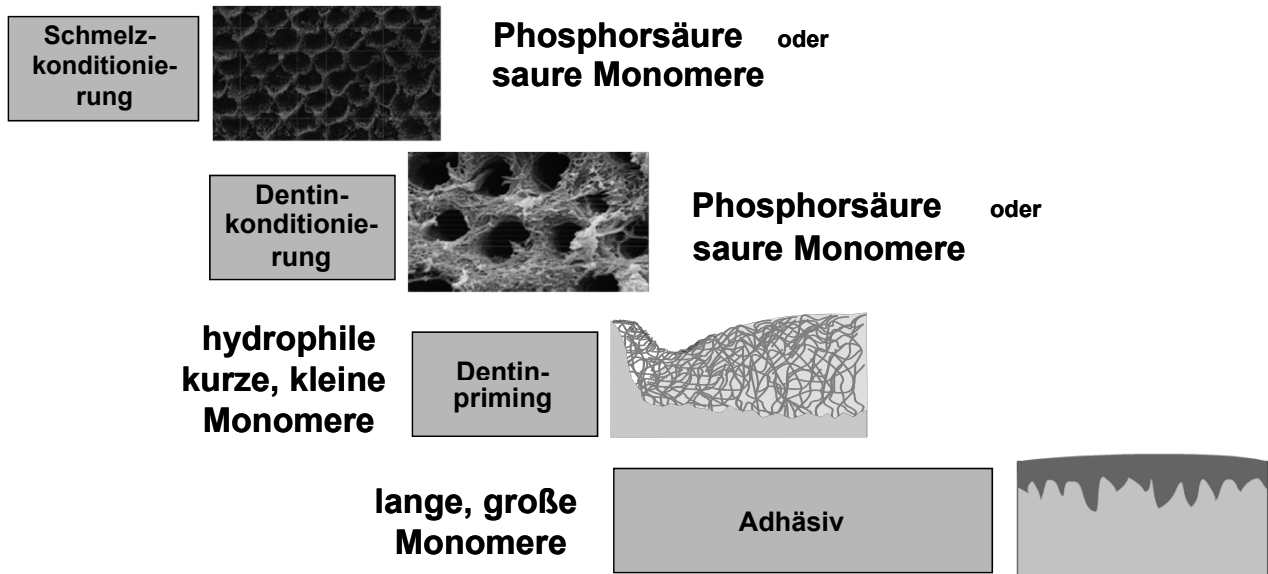 Schmelz-
konditionie-
rung
Phosphorsäure oder
saure Monomere
Dentin-
konditionie-
rung
Phosphorsäure oder
saure Monomere
hydrophile
kurze, kleine
Monomere
Dentin-
priming
lange, große
Monomere
Adhäsiv